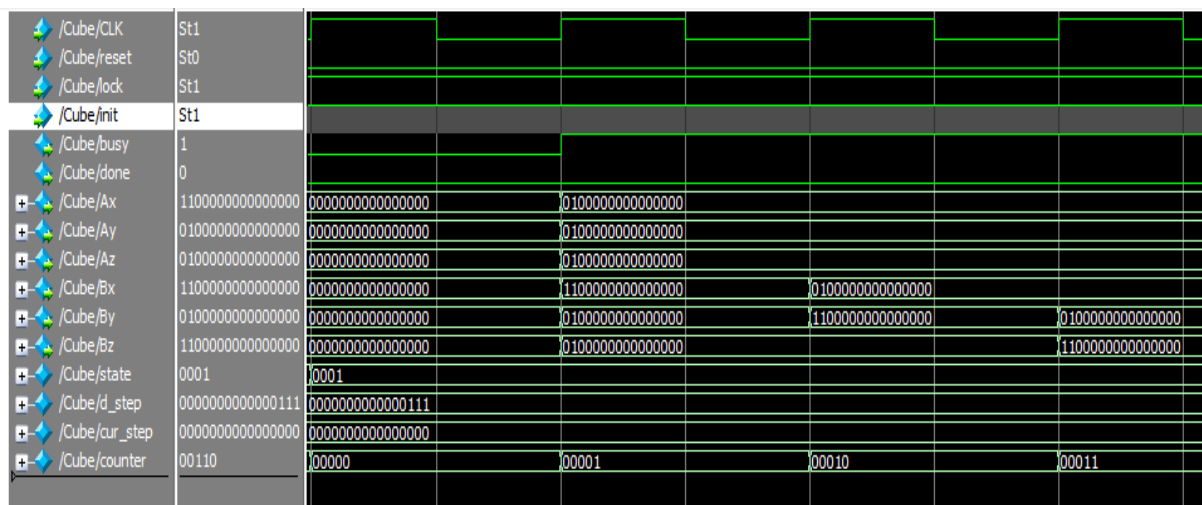 /Cube/CLK St1
/Cube/reset St0
/Cube/lock St1
/Cube/init St1
/Cube/busy 1
/Cube/done 0
/Cube/Ax 1100000000000000 0000000000000000 0100000000000000
/Cube/Ay 0100000000000000 0000000000000000 0100000000000000
/Cube/Az 0100000000000000 0000000000000000 0100000000000000
/Cube/Bx 1100000000000000 0000000000000000 1100000000000000 0100000000000000
/Cube/By 0100000000000000 0000000000000000 0100000000000000 1100000000000000 0100000000000000
/Cube/Bz 1100000000000000 0000000000000000 0100000000000000 1100000000000000
/Cube/state 0001 0001
/Cube/d_step 0000000000000111 0000000000000111
/Cube/cur_step 0000000000000000 0000000000000000
/Cube/counter 00110 00000 00001 00010 00011